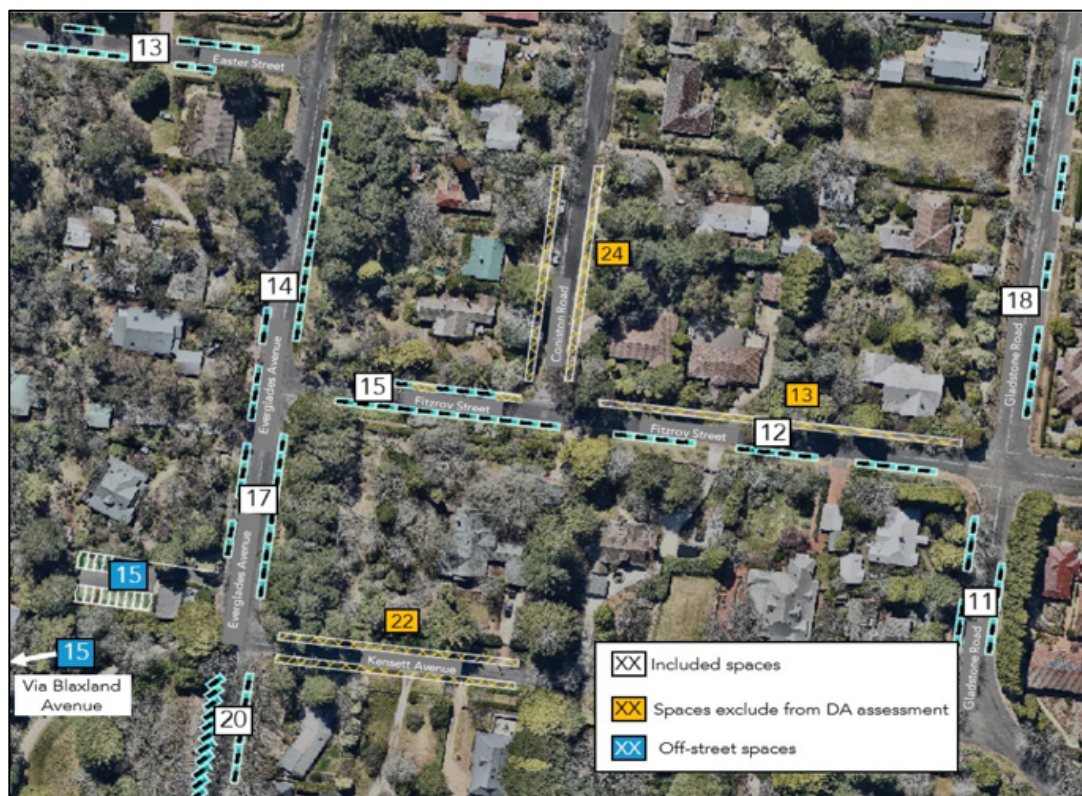 13
Easter Street
14
24
Coniston Road
18
Gladstone Road
Everglades Avenue
15
Fitzroy Street
13
Fitzroy Street
12
17
Everglades Avenue
15
11
Gladstone Road
22
Kensett Avenue
15
Via Blaxland
Avenue
20
XX Included spaces
XX Spaces exclude from DA assessment
XX Off-street spaces